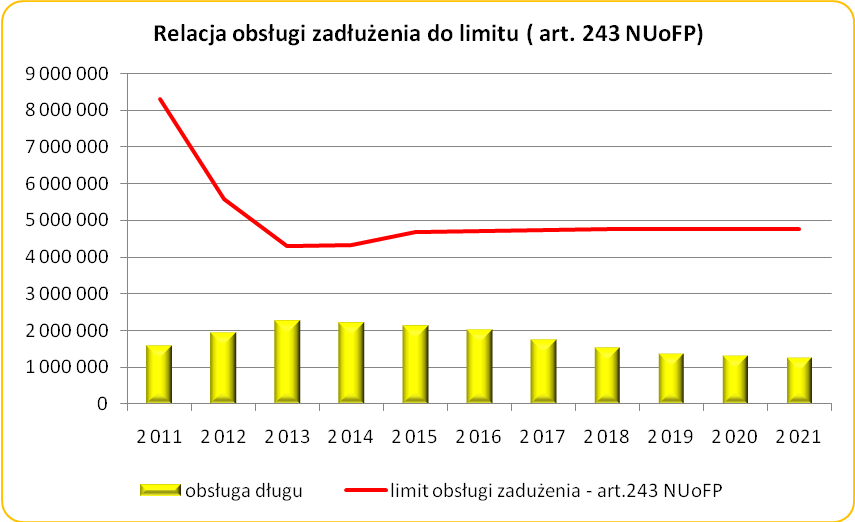 Relacja obsługi zadłużenia do limitu ( art. 243 NUoFP)
9 000 000
8 000 000
7 000 000
6 000 000
5 000 000
4 000 000
3 000 000
2 000 000
1 000 000
0
2 011 2 012 2 013 2 014 2 015 2 016 2 017 2 018 2 019 2 020 2 021
obsługa długu limit obsługi zadużenia - art.243 NUoFP